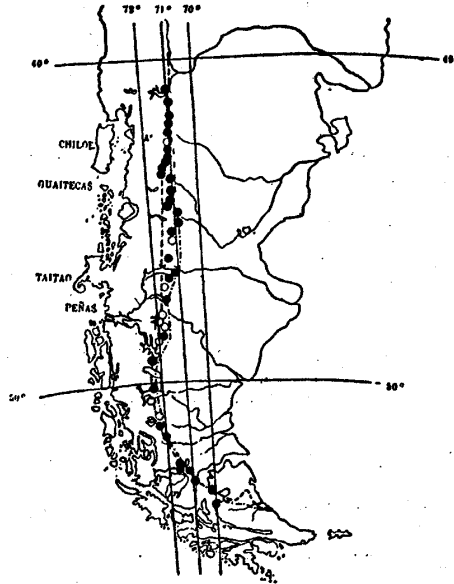 72° 71° 70°
40° 40
CHILOE
GUAITECAS
TAITAO
PEÑAS
50° 50°